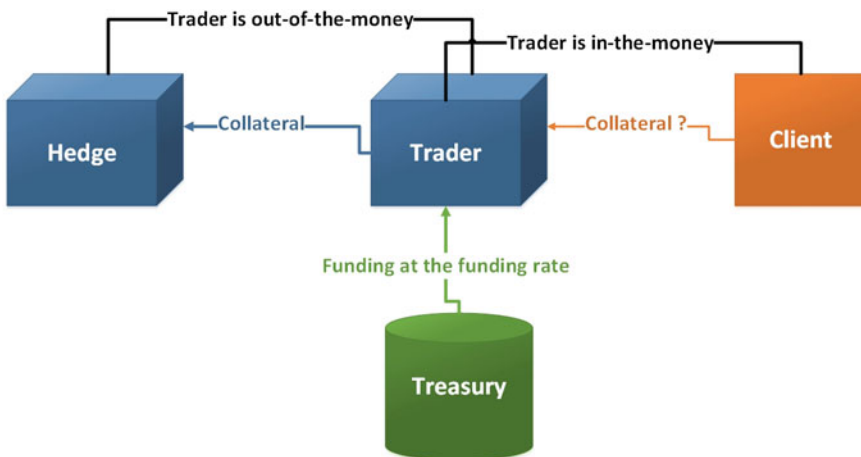 Trader is out-of-the-money
Trader is in-the-money
Collateral
Collateral ?
Hedge
Trader
Client
Funding at the funding rate
Treasury